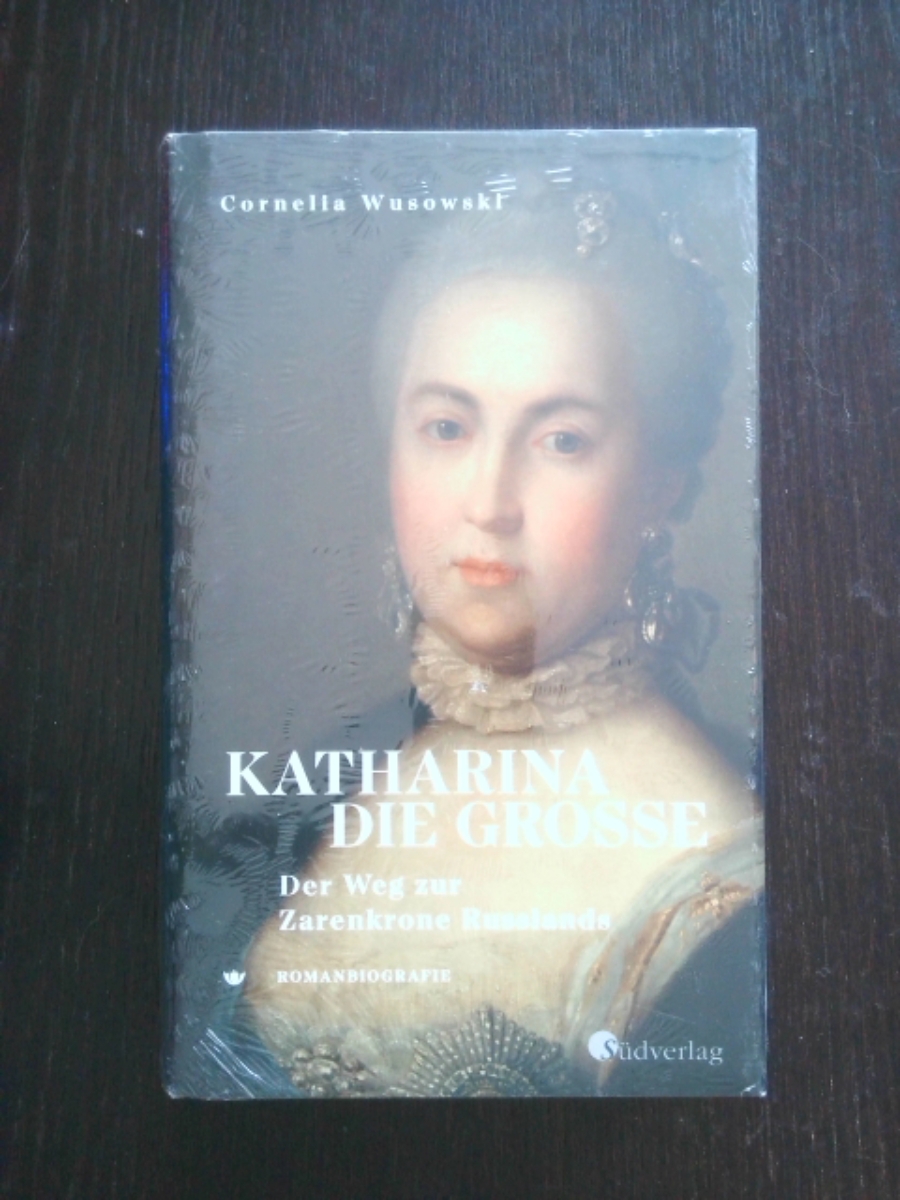 Cornelia Wusowski
KATHARINA
DIE GROSSE
Der Weg zur
Zarenkrone Russlands
ROMANBIOGRAFIE
Südverlag